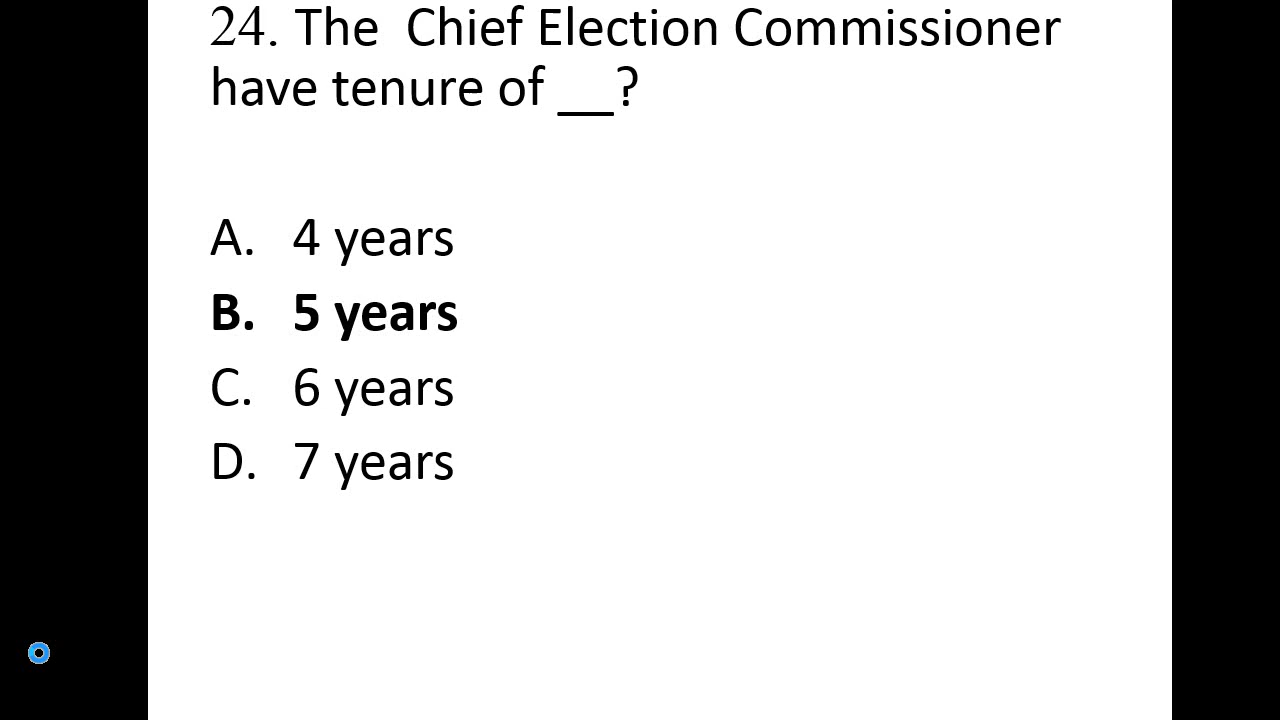 24. The  Chief Election Commissioner
have tenure of __?
A. 4 years
B. 5 years
C. 6 years
D. 7 years